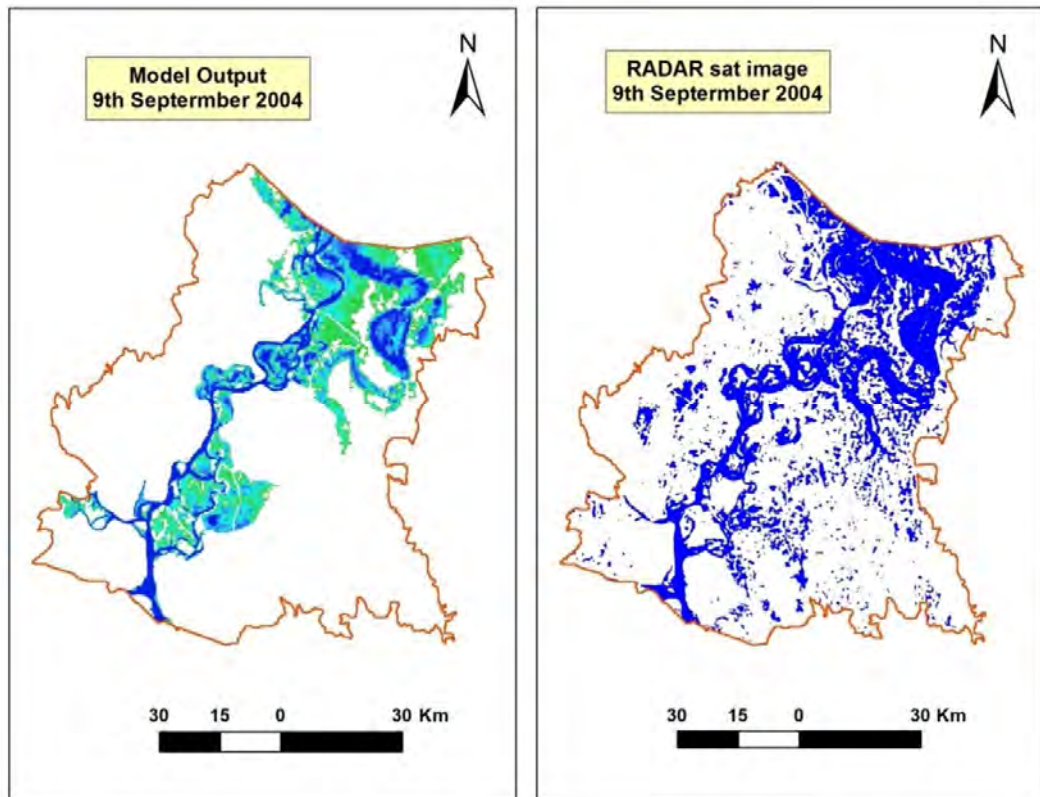 Model Output
9th Septermber 2004
N
30 15 0 30 Km
RADAR sat image
9th Septermber 2004
N
30 15 0 30 Km